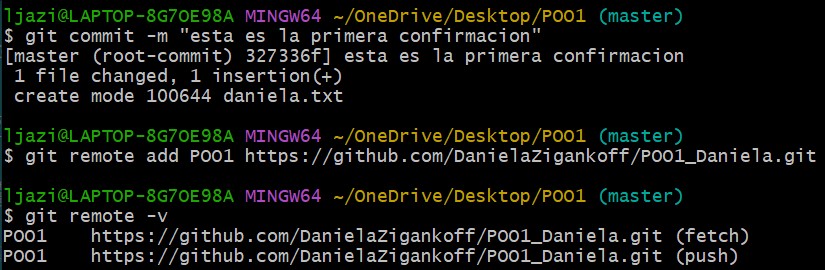 ljazi@LAPTOP-8G7OE98A MINGW64 ~/OneDrive/Desktop/POO1 (master)
$ git commit -m "esta es la primera confirmacion"
[master (root-commit) 327336f] esta es la primera confirmacion
 1 file changed, 1 insertion(+)
 create mode 100644 daniela.txt

ljazi@LAPTOP-8G7OE98A MINGW64 ~/OneDrive/Desktop/POO1 (master)
$ git remote add POO1 https://github.com/DanielaZigankoff/POO1_Daniela.git

ljazi@LAPTOP-8G7OE98A MINGW64 ~/OneDrive/Desktop/POO1 (master)
$ git remote -v
POO1    https://github.com/DanielaZigankoff/POO1_Daniela.git (fetch)
POO1    https://github.com/DanielaZigankoff/POO1_Daniela.git (push)